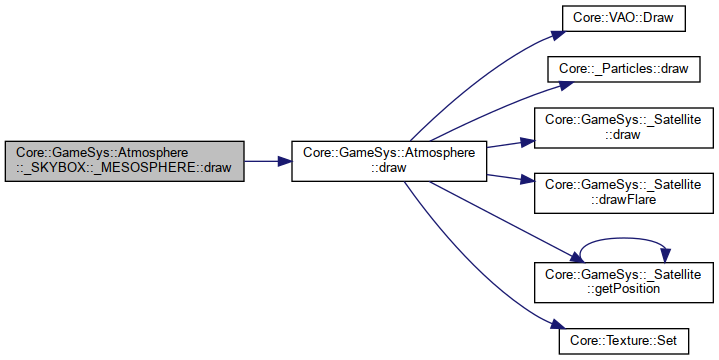 Core::GameSys::Atmosphere
::_SKYBOX::_MESOSPHERE::draw
Core::GameSys::Atmosphere
::draw
Core::VAO::Draw
Core::_Particles::draw
Core::GameSys::_Satellite
::draw
Core::GameSys::_Satellite
::drawFlare
Core::GameSys::_Satellite
::getPosition
Core::Texture::Set